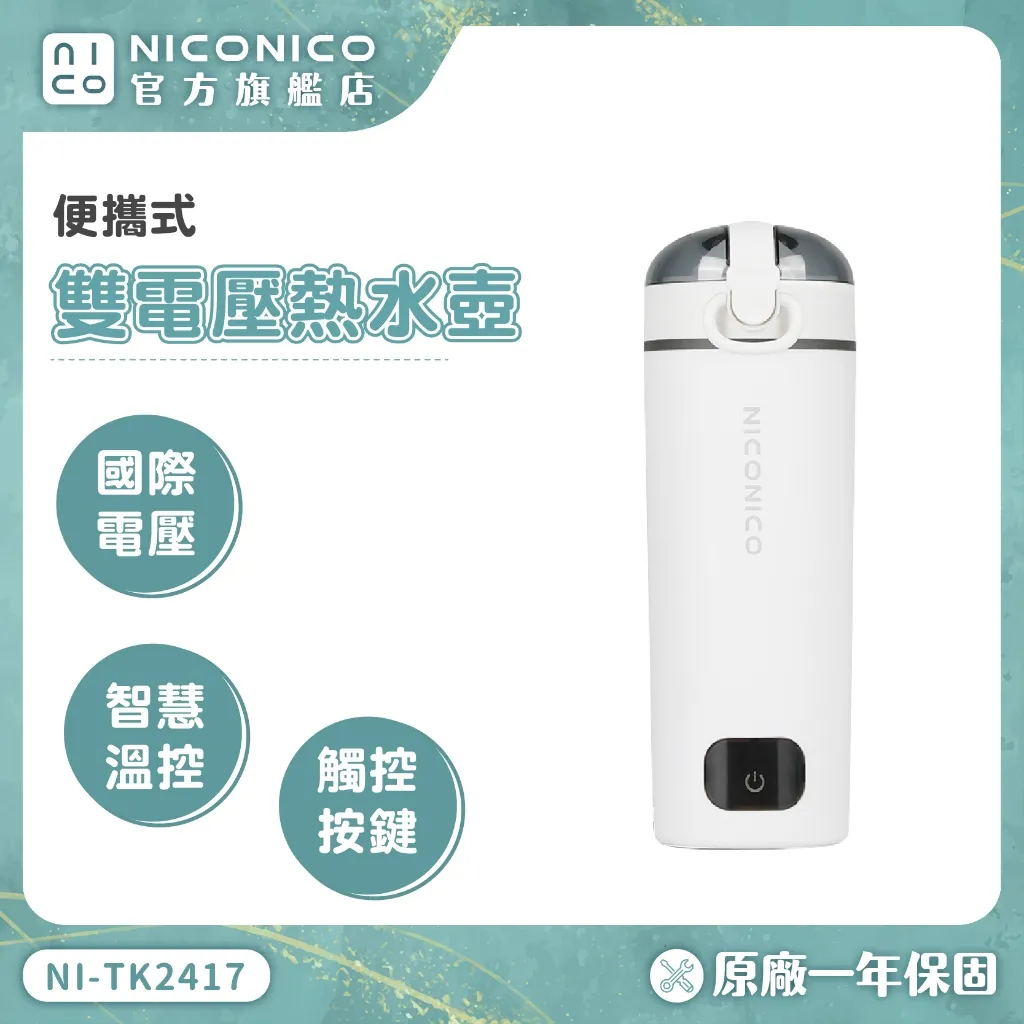 NICO
NICONICO
官方旗艦店
便攜式
雙電壓熱水壺
國際
電壓
智慧
溫控
觸控
按鍵
NICONICO
NI-TK2417
原廠一年保固